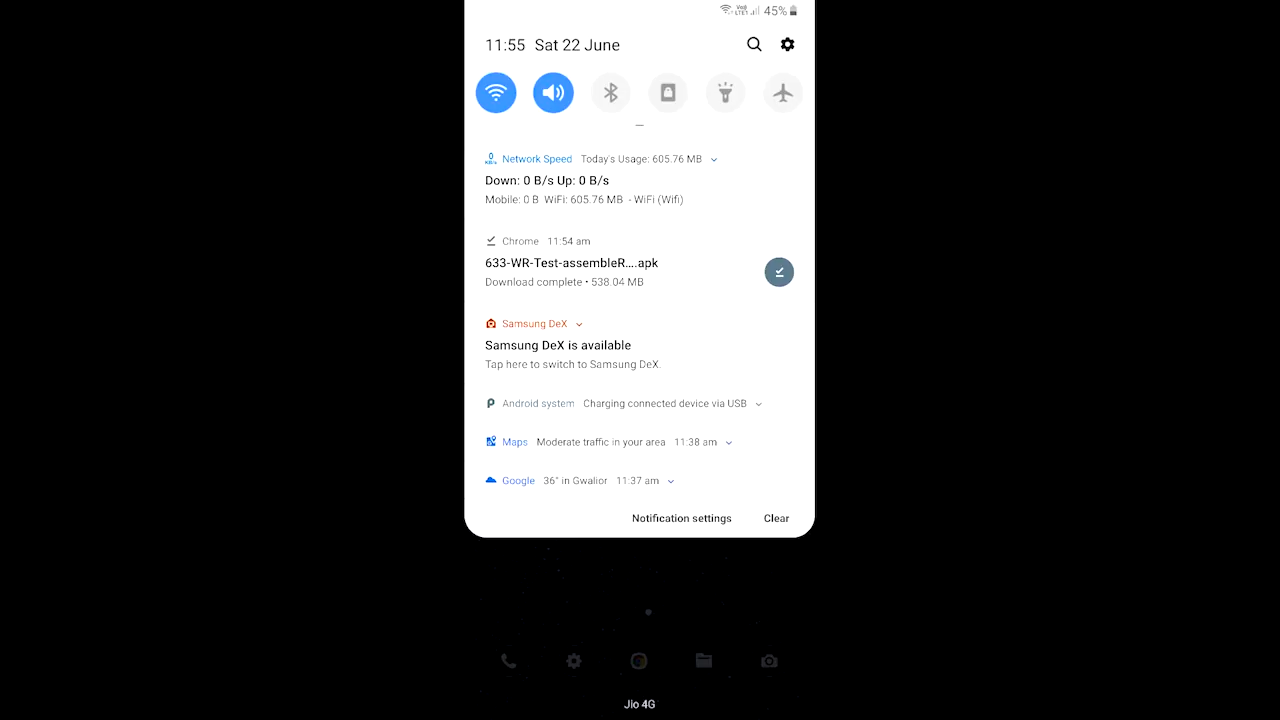 45%
11:55 Sat 22 June
Network Speed Today's Usage: 605.76 MB
Down: 0 B/s Up: 0 B/s
Mobile: 0 B WiFi: 605.76 MB - WiFi (Wifi)
Chrome 11:54 am
633-WR-Test-assembleR....apk
Download complete • 538.04 MB
Samsung DeX
Samsung DeX is available
Tap here to switch to Samsung DeX.
Android system Charging connected device via USB
Maps Moderate traffic in your area 11:38 am
Google 36° in Gwalior 11:37 am
Notification settings Clear
Jio 4G